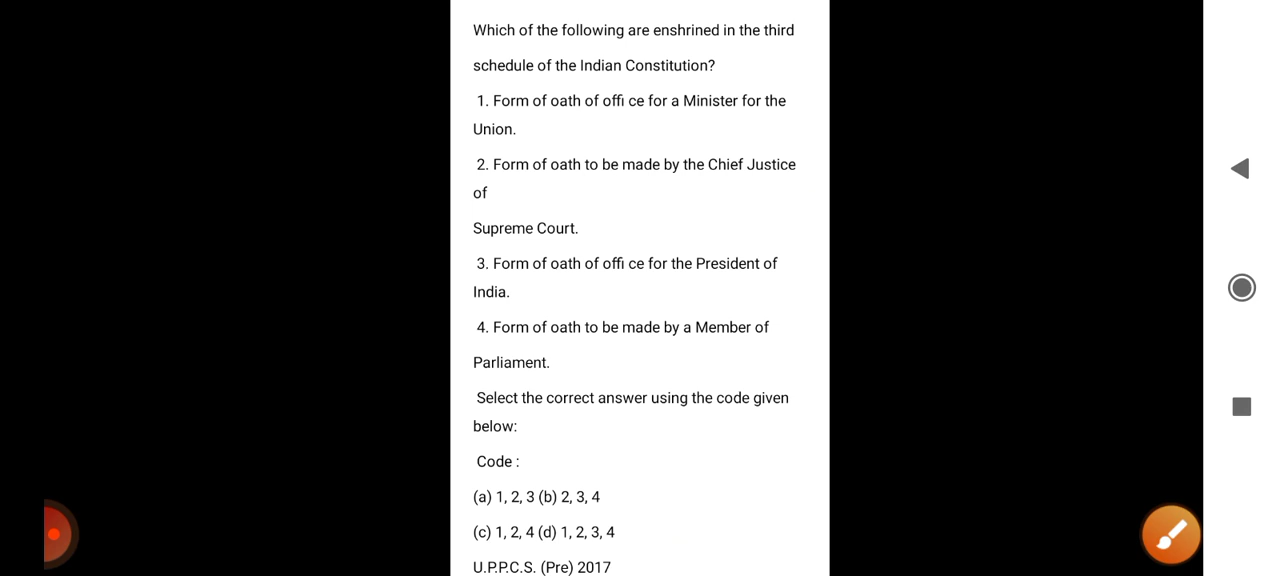 Which of the following are enshrined in the third
schedule of the Indian Constitution?
1. Form of oath of offi ce for a Minister for the
Union.
2. Form of oath to be made by the Chief Justice
of
Supreme Court.
3. Form of oath of offi ce for the President of
India.
4. Form of oath to be made by a Member of
Parliament.
Select the correct answer using the code given
below:
Code :
(a) 1, 2, 3 (b) 2, 3, 4
(c) 1, 2, 4 (d) 1, 2, 3, 4
U.P.P.C.S. (Pre) 2017